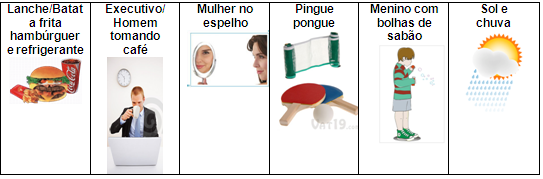 Lanche/Batat
a frita
hambúrguer
e refrigerante
Executivo/
Homem
tomando
café
Mulher no
espelho
Pingue
pongue
Menino com
bolhas de
sabão
Sol e
chuva